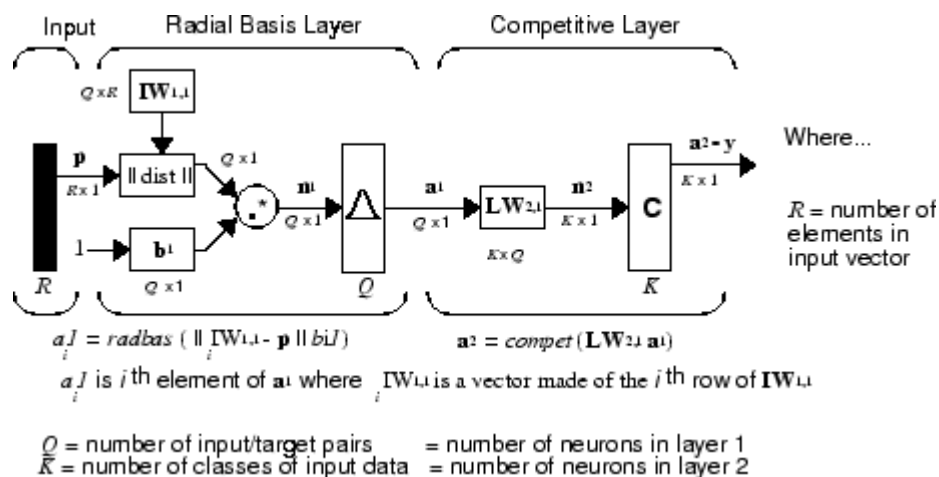 Input Radial Basis Layer Competitive Layer
Q x R IW1,1
p R x 1 || dist || Q x 1
.* n1 Q x 1 a1 Q x 1 LW2,1 n2 K x 1 C a2 = y K x 1
Where...
1 b1 Q x 1
K x Q
R Q K
R = number of
elements in
input vector
ai1 = radbas ( || iIW1,1 - p || bi1)
a2 = compet (LW2,1 a1)
ai1 is i th element of a1 where iIW1,1 is a vector made of the i th row of IW1,1
Q = number of input/target pairs = number of neurons in layer 1
K = number of classes of input data = number of neurons in layer 2